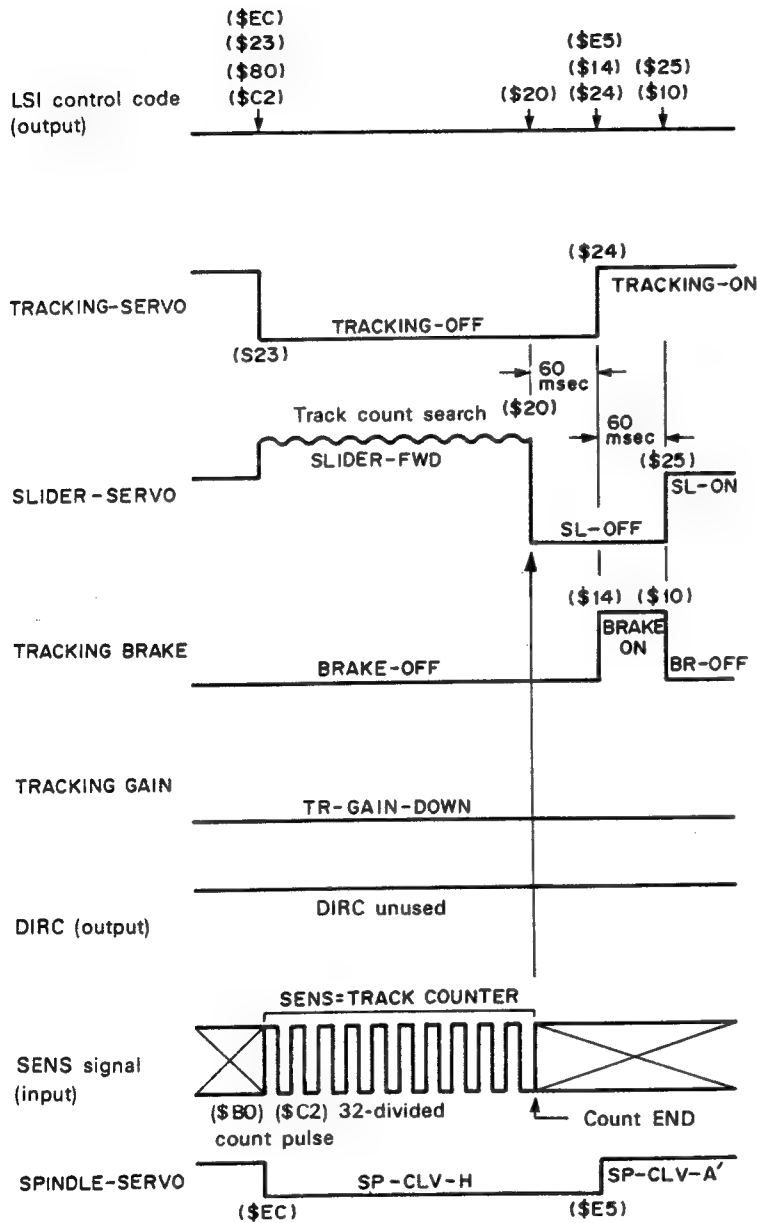 ($EC)
($23) ($E5)
($80) ($14) ($25)
LSI control code ($C2) ($20) ($24) ($10)
(output)
($24)
TRACKING-SERVO TRACKING-ON
TRACKING-OFF
(S23)
60
msec
Track count search ($20)
60
msec
SLIDER-FWD ($25)
SLIDER-SERVO SL-ON
SL-OFF
($14) ($10)
TRACKING BRAKE BRAKE
ON
BRAKE-OFF BR-OFF
TRACKING GAIN
TR-GAIN-DOWN
DIRC unused
DIRC (output)
SENS=TRACK COUNTER
SENS signal
(input)
($B0) ($C2) 32-divided
count pulse
Count END
SPINDLE-SERVO SP-CLV-H SP-CLV-A′
($EC) ($E5)